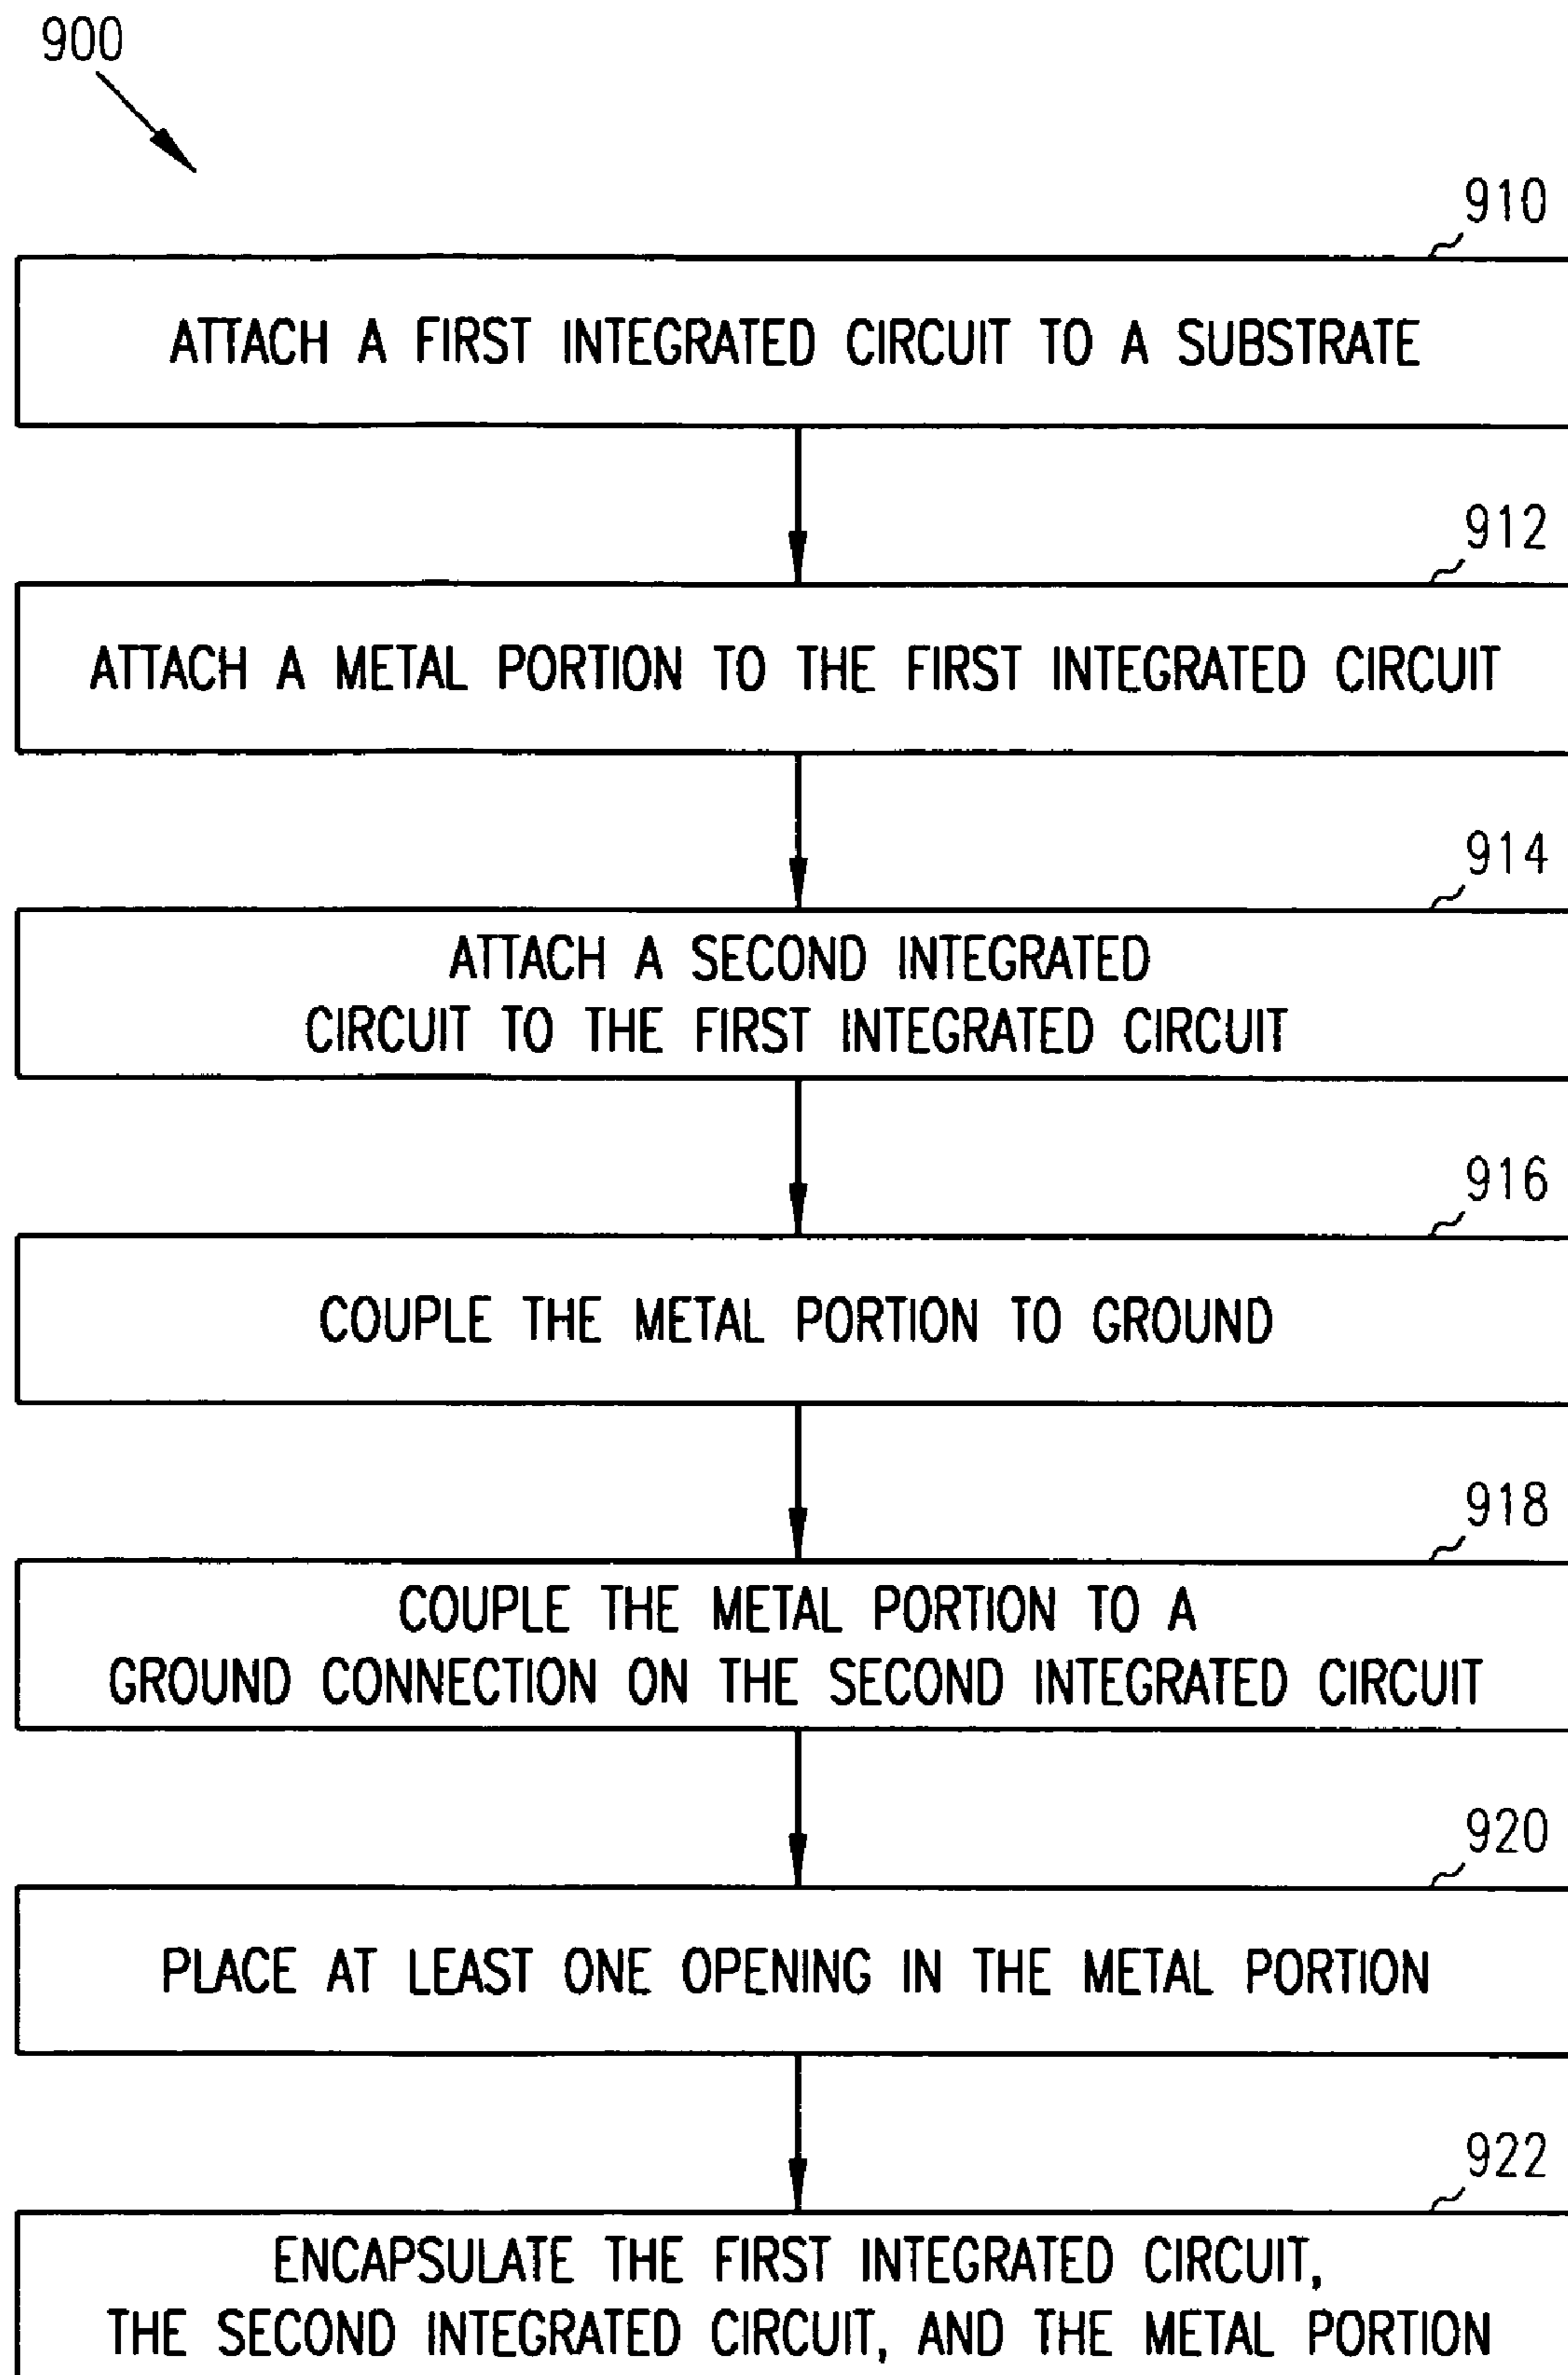 900
910
ATTACH A FIRST INTEGRATED CIRCUIT TO A SUBSTRATE
912
ATTACH A METAL PORTION TO THE FIRST INTEGRATED CIRCUIT
914
ATTACH A SECOND INTEGRATED
CIRCUIT TO THE FIRST INTEGRATED CIRCUIT
916
COUPLE THE METAL PORTION TO GROUND
918
COUPLE THE METAL PORTION TO A
GROUND CONNECTION ON THE SECOND INTEGRATED CIRCUIT
920
PLACE AT LEAST ONE OPENING IN THE METAL PORTION
922
ENCAPSULATE THE FIRST INTEGRATED CIRCUIT,
THE SECOND INTEGRATED CIRCUIT, AND THE METAL PORTION